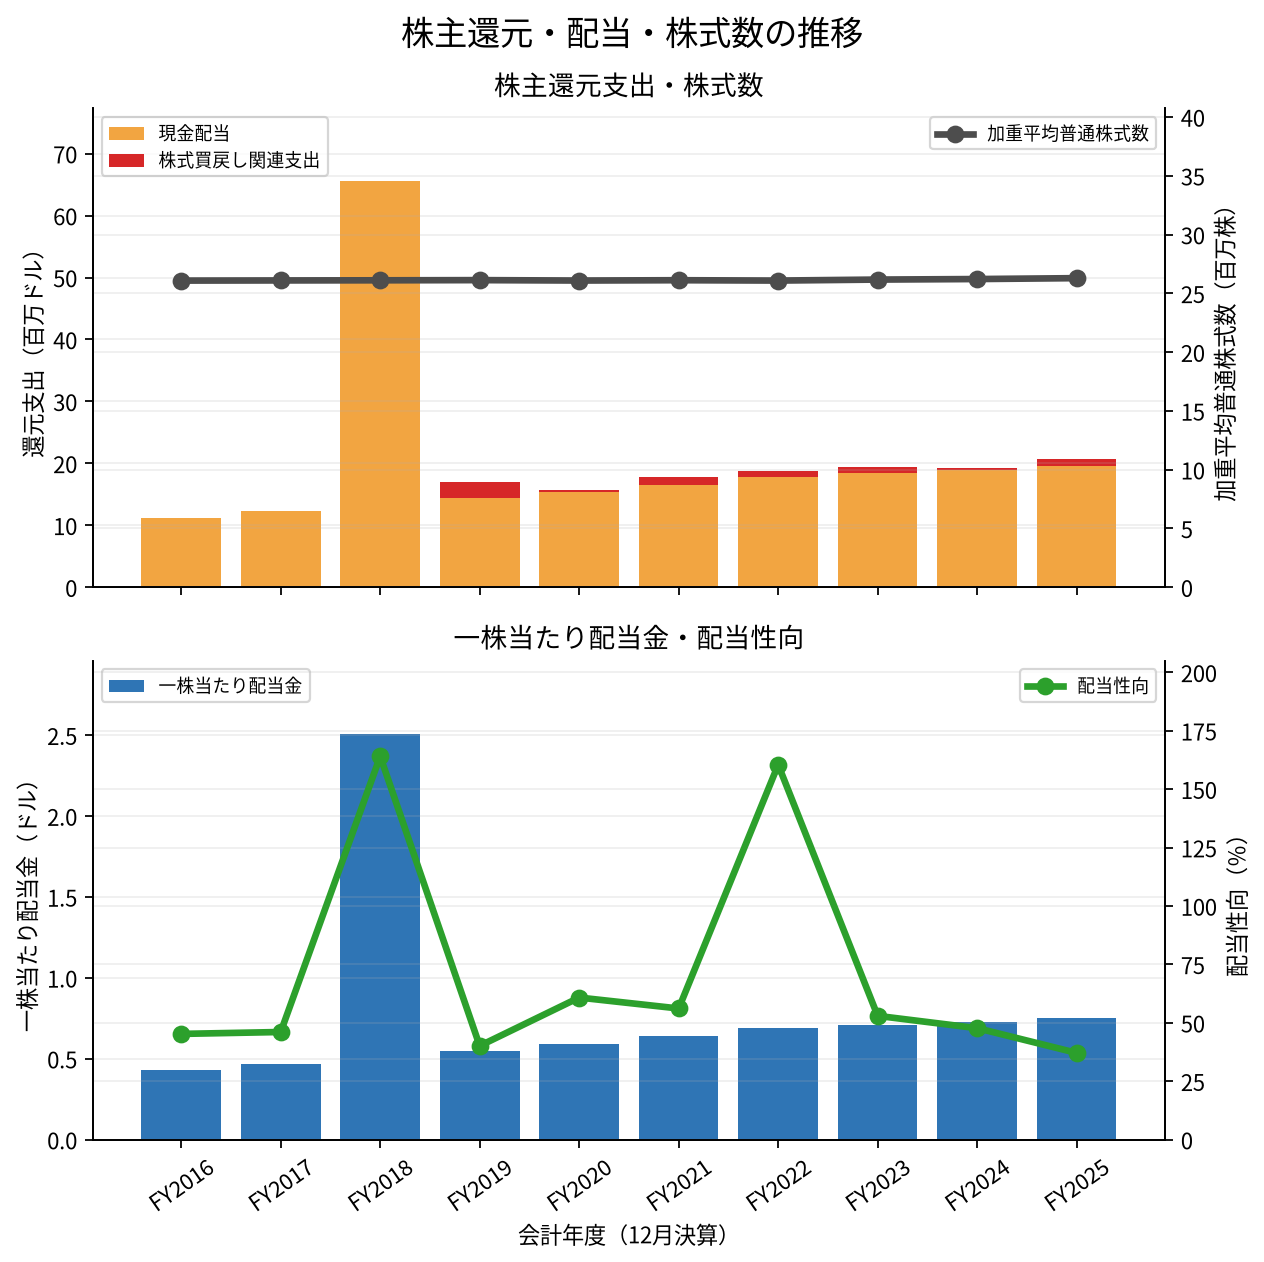 株主還元・配当・株式数の推移
株主還元支出・株式数
現金配当
株式買戻し関連支出
加重平均普通株式数
還元支出（百万ドル）
70
60
50
40
30
20
10
0
40
35
30
25
20
15
10
5
0
加重平均普通株式数（百万株）
一株当たり配当金・配当性向
一株当たり配当金
配当性向
一株当たり配当金（ドル）
2.5
2.0
1.5
1.0
0.5
0.0
200
175
150
125
100
75
50
25
0
配当性向（%）
FY2016
FY2017
FY2018
FY2019
FY2020
FY2021
FY2022
FY2023
FY2024
FY2025
会計年度（12月決算）